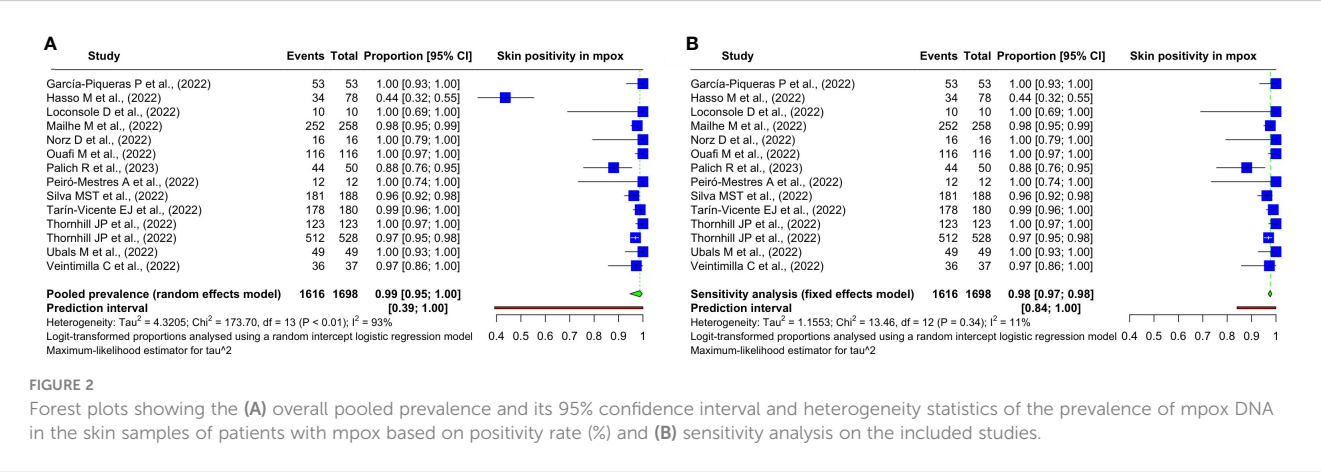 A
Study Events Total Proportion [95% CI] Skin positivity in mpox
García-Piqueras P et al., (2022) 53 53 1.00 [0.93; 1.00]
Hasso M et al., (2022) 34 78 0.44 [0.32; 0.55]
Loconsole D et al., (2022) 10 10 1.00 [0.69; 1.00]
Mailhe M et al., (2022) 252 258 0.98 [0.95; 0.99]
Norz D et al., (2022) 16 16 1.00 [0.79; 1.00]
Ouafi M et al., (2022) 116 116 1.00 [0.97; 1.00]
Palich R et al., (2023) 44 50 0.88 [0.76; 0.95]
Peiró-Mestres A et al., (2022) 12 12 1.00 [0.74; 1.00]
Silva MST et al., (2022) 181 188 0.96 [0.92; 0.98]
Tarín-Vicente EJ et al., (2022) 178 180 0.99 [0.96; 1.00]
Thornhill JP et al., (2022) 123 123 1.00 [0.97; 1.00]
Thornhill JP et al., (2022) 512 528 0.97 [0.95; 0.98]
Ubals M et al., (2022) 49 49 1.00 [0.93; 1.00]
Veintimilla C et al., (2022) 36 37 0.97 [0.86; 1.00]
Pooled prevalence (random effects model) 1616 1698 0.99 [0.95; 1.00]
Prediction interval [0.39; 1.00]
Heterogeneity: Tau² = 4.3205; Chi² = 173.70, df = 13 (P < 0.01); I² = 93%
Logit-transformed proportions analysed using a random intercept logistic regression model
Maximum-likelihood estimator for tau^2
0.4 0.5 0.6 0.7 0.8 0.9 1
B
Study Events Total Proportion [95% CI] Skin positivity in mpox
García-Piqueras P et al., (2022) 53 53 1.00 [0.93; 1.00]
Hasso M et al., (2022) 34 78 0.44 [0.32; 0.55]
Loconsole D et al., (2022) 10 10 1.00 [0.69; 1.00]
Mailhe M et al., (2022) 252 258 0.98 [0.95; 0.99]
Norz D et al., (2022) 16 16 1.00 [0.79; 1.00]
Ouafi M et al., (2022) 116 116 1.00 [0.97; 1.00]
Palich R et al., (2023) 44 50 0.88 [0.76; 0.95]
Peiró-Mestres A et al., (2022) 12 12 1.00 [0.74; 1.00]
Silva MST et al., (2022) 181 188 0.96 [0.92; 0.98]
Tarín-Vicente EJ et al., (2022) 178 180 0.99 [0.96; 1.00]
Thornhill JP et al., (2022) 123 123 1.00 [0.97; 1.00]
Thornhill JP et al., (2022) 512 528 0.97 [0.95; 0.98]
Ubals M et al., (2022) 49 49 1.00 [0.93; 1.00]
Veintimilla C et al., (2022) 36 37 0.97 [0.86; 1.00]
Sensitivity analysis (fixed effects model) 1616 1698 0.98 [0.97; 0.98]
Prediction interval [0.84; 1.00]
Heterogeneity: Tau² = 1.1553; Chi² = 13.46, df = 12 (P = 0.34); I² = 11%
Logit-transformed proportions analysed using a random intercept logistic regression model
Maximum-likelihood estimator for tau^2
0.4 0.5 0.6 0.7 0.8 0.9 1
FIGURE 2
Forest plots showing the (A) overall pooled prevalence and its 95% confidence interval and heterogeneity statistics of the prevalence of mpox DNA
in the skin samples of patients with mpox based on positivity rate (%) and (B) sensitivity analysis on the included studies.